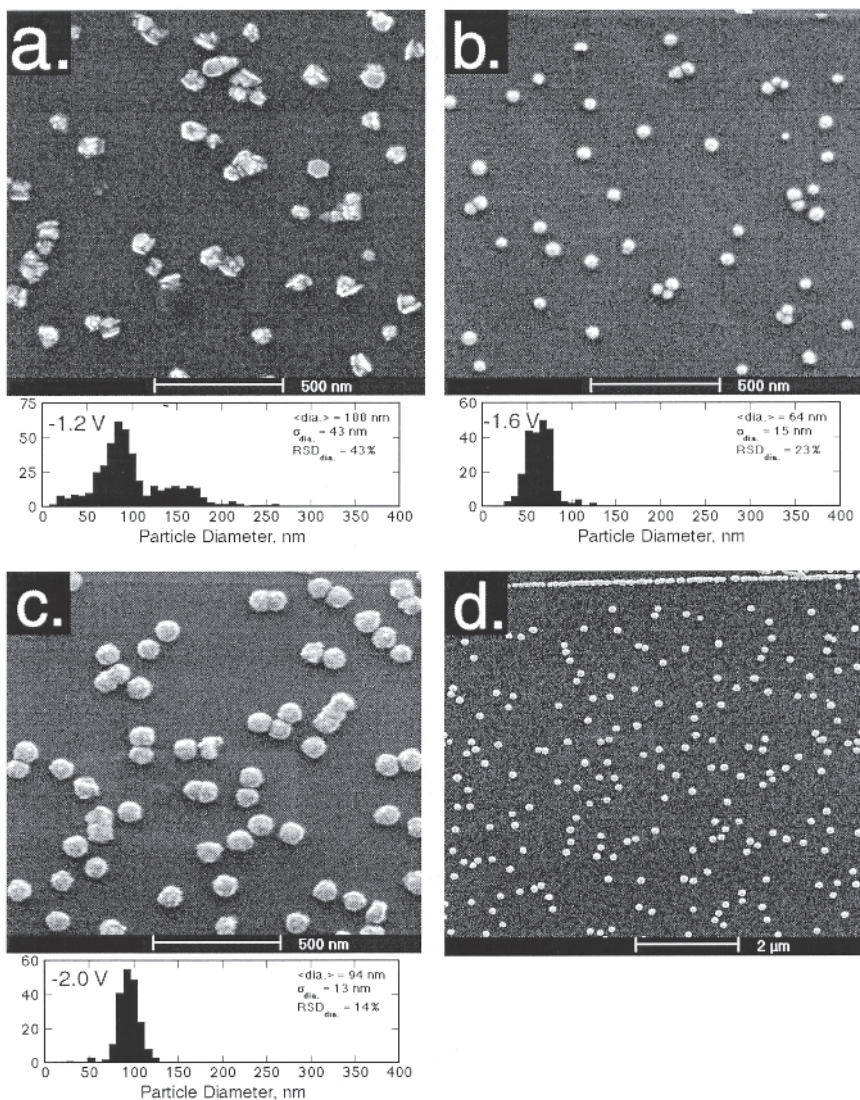 a.
500 nm
75
50
25
0
-1.2 V
<dia.> = 100 nm
σdia. = 43 nm
RSDdia. = 43%
0 50 100 150 200 250 300 350 400
Particle Diameter, nm
b.
500 nm
60
40
20
0
-1.6 V
<dia.> = 64 nm
σdia. = 15 nm
RSDdia. = 23%
0 50 100 150 200 250 300 350 400
Particle Diameter, nm
c.
500 nm
60
40
20
0
-2.0 V
<dia.> = 94 nm
σdia. = 13 nm
RSDdia. = 14%
0 50 100 150 200 250 300 350 400
Particle Diameter, nm
d.
2 μm